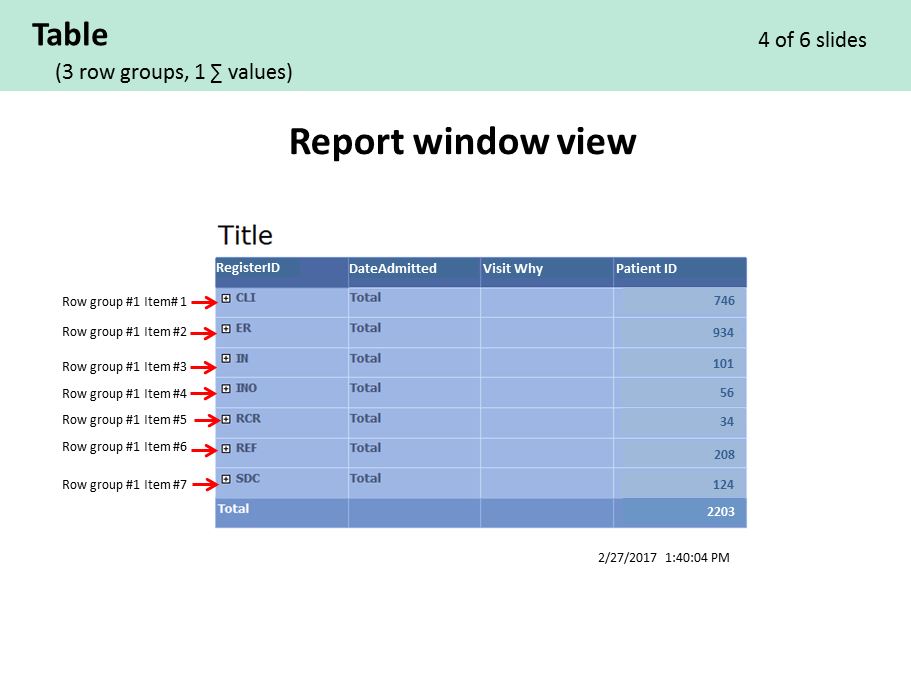 Table
4 of 6 slides
(3 row groups, 1 ∑ values)
Report window view
Title
RegisterID DateAdmitted Visit Why Patient ID
Row group #1 Item# 1 CLI Total 746
Row group #1 Item #2 ER Total 934
Row group #1 Item #3 IN Total 101
Row group #1 Item #4 INO Total 56
Row group #1 Item #5 RCR Total 34
Row group #1 Item #6 REF Total 208
Row group #1 Item #7 SDC Total 124
Total 2203
2/27/2017 1:40:04 PM